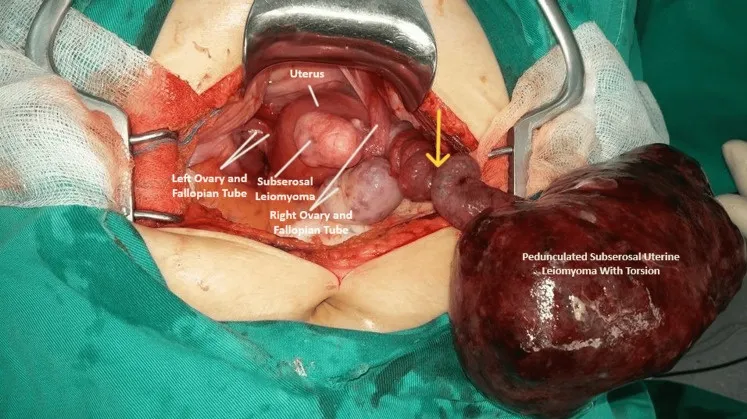 Uterus
Left Ovary and
Fallopian Tube
Subserosal
Leiomyoma
Right Ovary and
Fallopian Tube
Pedunculated Subserosal Uterine
Leiomyoma With Torsion